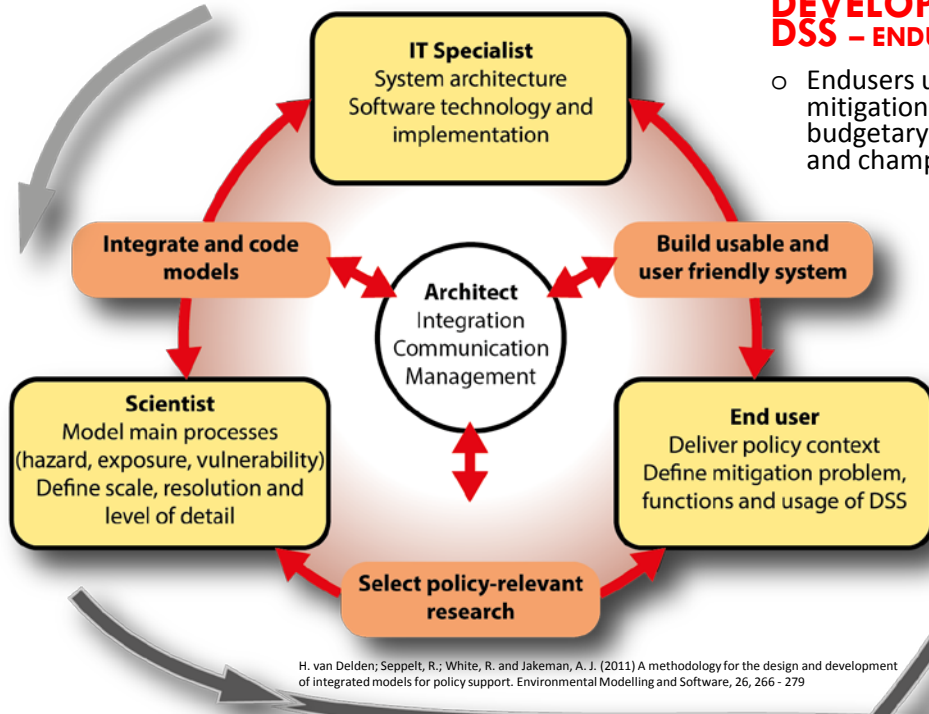 DEVELOP
DSS – ENDU
o Endusers u
mitigation
budgetary
and champ
IT Specialist
System architecture
Software technology and
implementation
Integrate and code
models
Build usable and
user friendly system
Architect
Integration
Communication
Management
Scientist
Model main processes
(hazard, exposure, vulnerability)
Define scale, resolution and
level of detail
End user
Deliver policy context
Define mitigation problem,
functions and usage of DSS
Select policy-relevant
research
H. van Delden; Seppelt, R.; White, R. and Jakeman, A. J. (2011) A methodology for the design and development
of integrated models for policy support. Environmental Modelling and Software, 26, 266 - 279